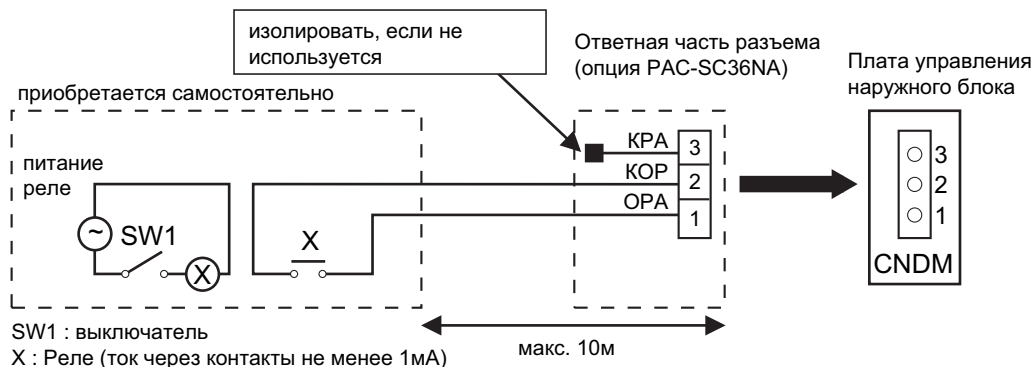 изолировать, если не
используется
Ответная часть разъема
(опция PAC-SC36NA)
Плата управления
наружного блока
приобретается самостоятельно
питание
реле
КРА 3
КОР 2
ОРА 1
3
2
1
~ SW1
X
X
CNDM
SW1 : выключатель
X : Реле (ток через контакты не менее 1мА)
макс. 10м